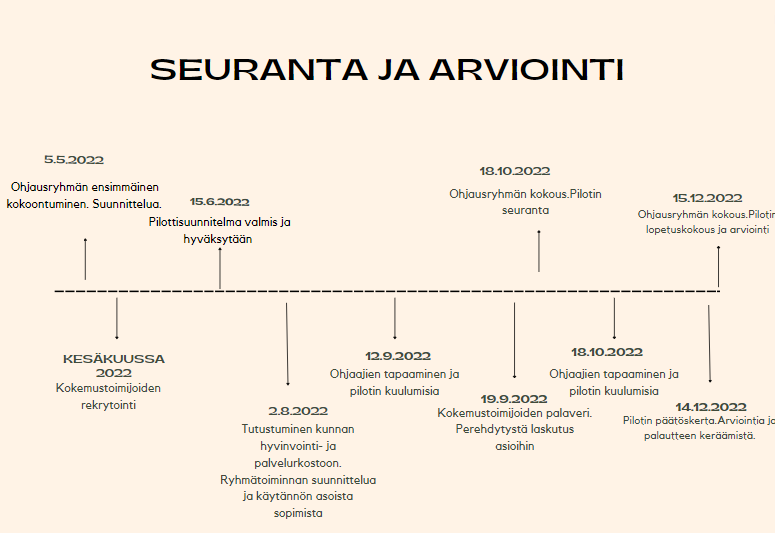 SEURANTA JA ARVIOINTI
5.5.2022
Ohjausryhmän ensimmäinen
kokoontuminen. Suunnittelua.
15.6.2022
Pilottisuunnitelma valmis ja
hyväksytään
18.10.2022
Ohjausryhmän kokous.Pilotin
seuranta
15.12.2022
Ohjausryhmän kokous.Pilotin
lopetuskokous ja arviointi
KESÄKUUSSA
2022
Kokemustoimijoiden
rekrytointi
2.8.2022
Tutustuminen kunnan
hyvinvointi- ja
palvelurkostoon.
Ryhmätoiminnan suunnittelua
ja käytännön asoista
sopimista
12.9.2022
Ohjaajien tapaaminen ja
pilotin kuulumisia
19.9.2022
Kokemustoimijoiden palaveri.
Perehdytystä laskutus
asioihin
18.10.2022
Ohjaajien tapaaminen ja
pilotin kuulumisia
14.12.2022
Pilotin päätöskerta.Arviointia ja
palautteen keräämistä.